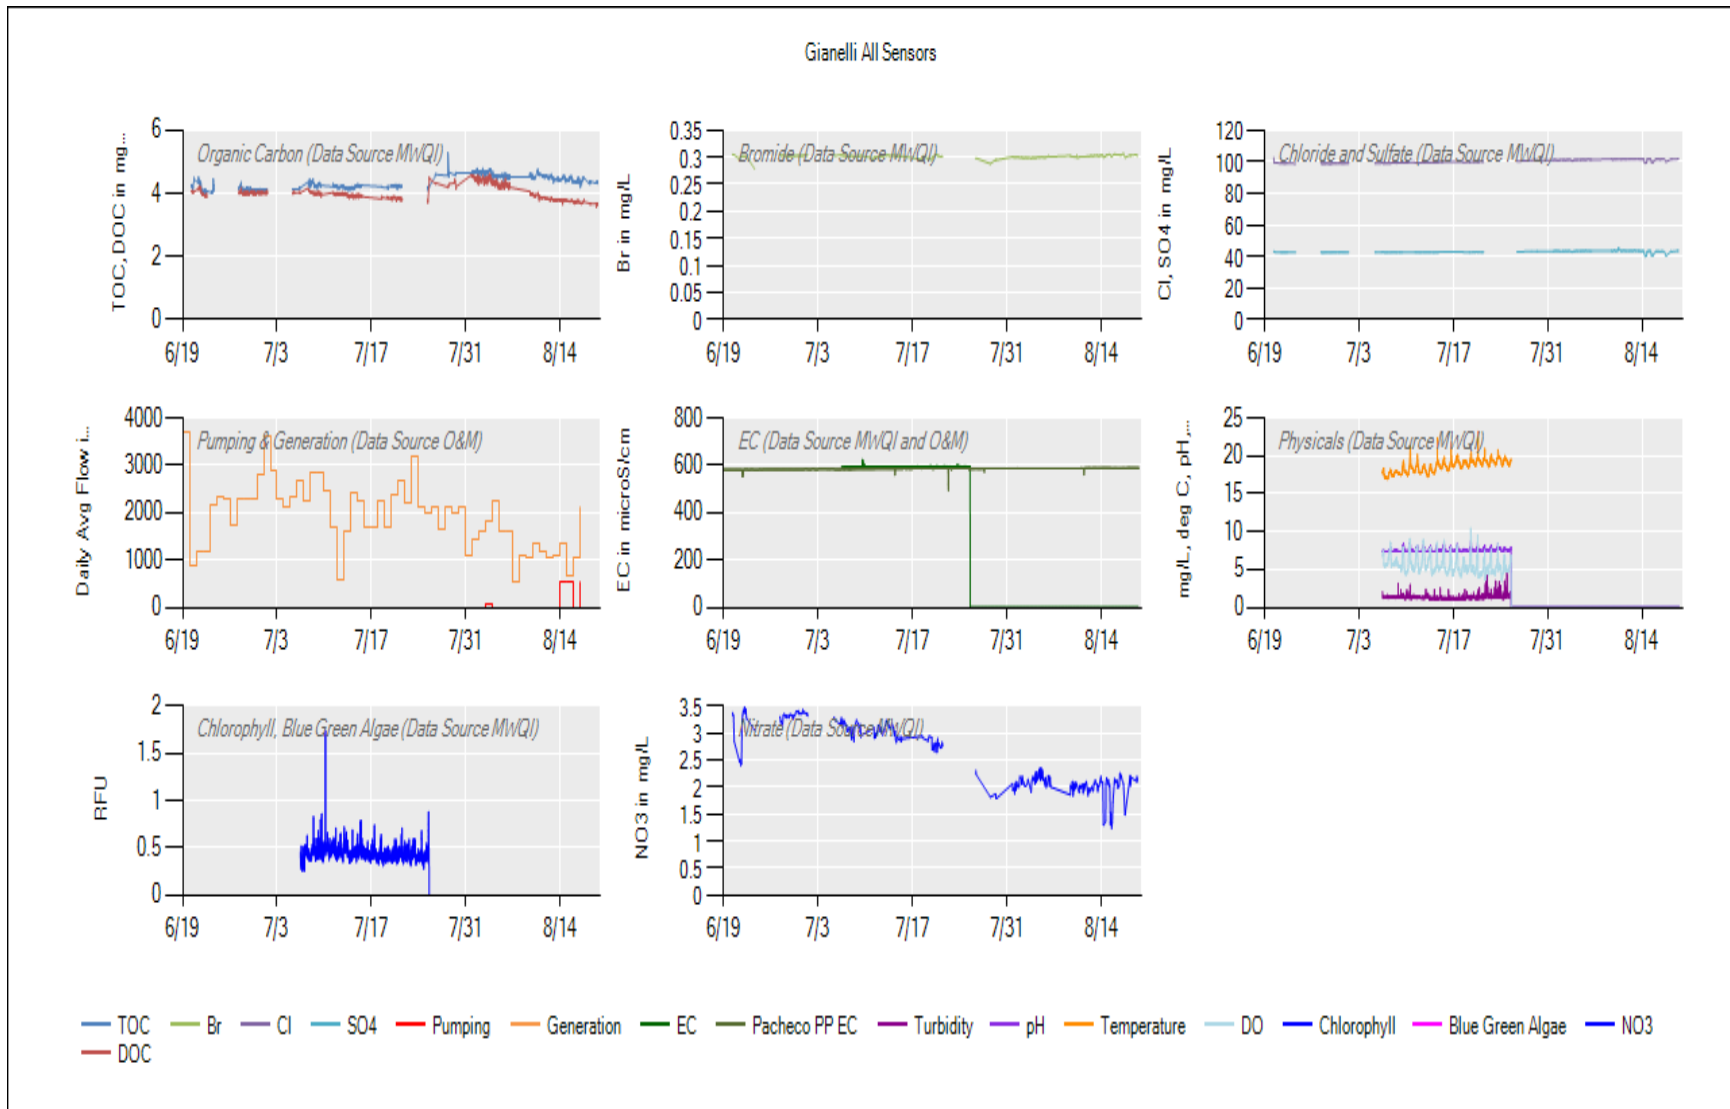 Gianelli All Sensors
TOC, DOC in mg...
6
4
2
0
Organic Carbon (Data Source MWQI)
6/19 7/3 7/17 7/31 8/14
Br in mg/L
0.35
0.3
0.25
0.2
0.15
0.1
0.05
0
Bromide (Data Source MWQI)
6/19 7/3 7/17 7/31 8/14
Cl, SO4 in mg/L
120
100
80
60
40
20
0
Chloride and Sulfate (Data Source MWQI)
6/19 7/3 7/17 7/31 8/14
Daily Avg Flow i...
4000
3000
2000
1000
0
Pumping & Generation (Data Source O&M)
6/19 7/3 7/17 7/31 8/14
EC in microS/cm
800
600
400
200
0
EC (Data Source MWQI and O&M)
6/19 7/3 7/17 7/31 8/14
mg/L, deg C, pH,...
25
20
15
10
5
0
Physicals (Data Source MWQI)
6/19 7/3 7/17 7/31 8/14
RFU
2
1.5
1
0.5
0
Chlorophyll, Blue Green Algae (Data Source MWQI)
6/19 7/3 7/17 7/31 8/14
NO3 in mg/L
3.5
3
2.5
2
1.5
1
0.5
0
Nitrate (Data Source MWQI)
6/19 7/3 7/17 7/31 8/14
TOC Br Cl SO4 Pumping Generation EC Pacheco PP EC Turbidity pH Temperature DO Chlorophyll Blue Green Algae NO3
DOC